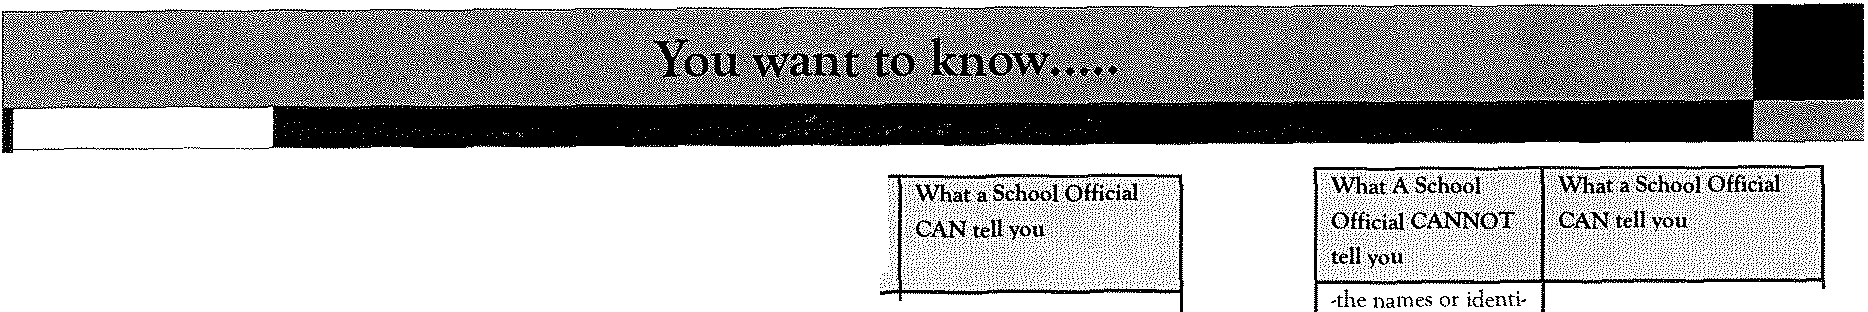 You want to know.....
What a School Official
CAN tell you
What A School
Official CANNOT
tell you
What a School Official
CAN tell you
-the names or identi-